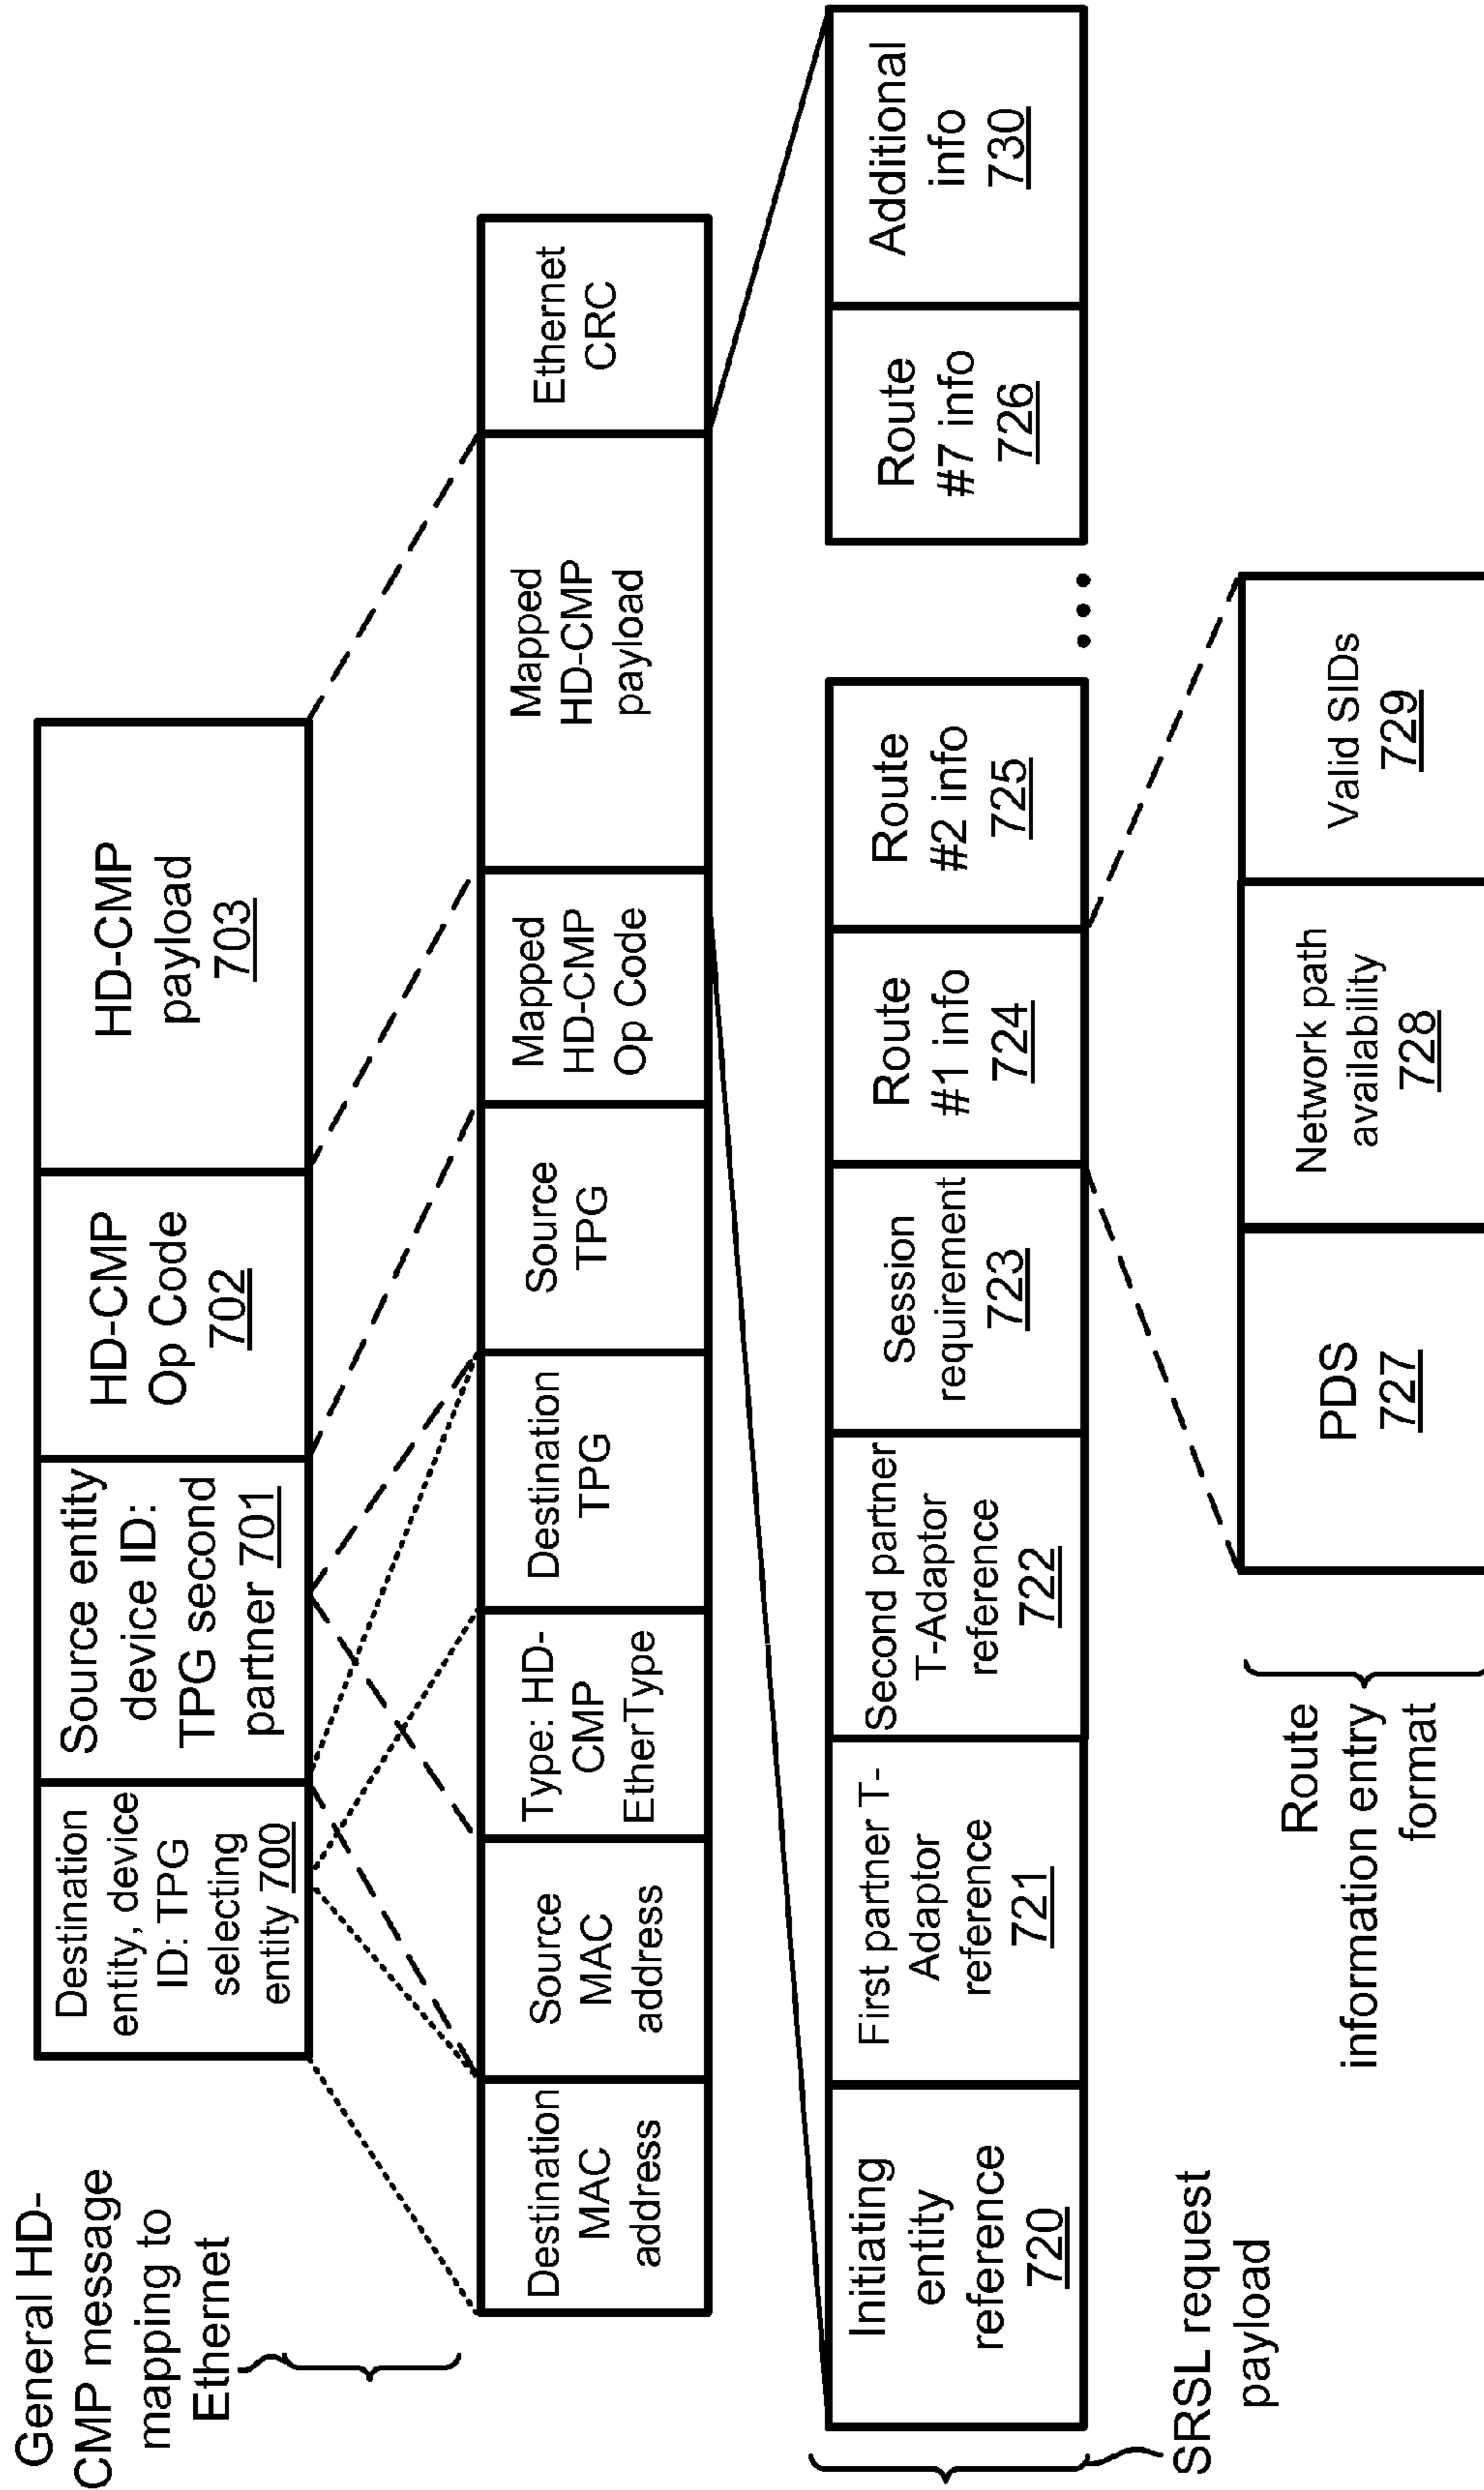 General HD-
CMP message
mapping to
Ethernet
Destination
entity, device
ID: TPG
selecting
entity 700
Source entity
device ID:
TPG second
partner 701
HD-CMP
Op Code
702
HD-CMP
payload
703
Destination
MAC
address
Source
MAC
address
Type: HD-
CMP
EtherType
Destination
TPG
Source
TPG
Mapped
HD-CMP
Op Code
Mapped
HD-CMP
payload
Ethernet
CRC
Initiating
entity
reference
720
First partner T-
Adaptor
reference
721
Second partner
T-Adaptor
reference
722
Session
requirement
723
Route
#1 info
724
Route
#2 info
725
•••
Route
#7 info
726
Additional
info
730
SRSL request
payload
Route
information entry
format
PDS
727
Network path
availability
728
Valid SIDs
729